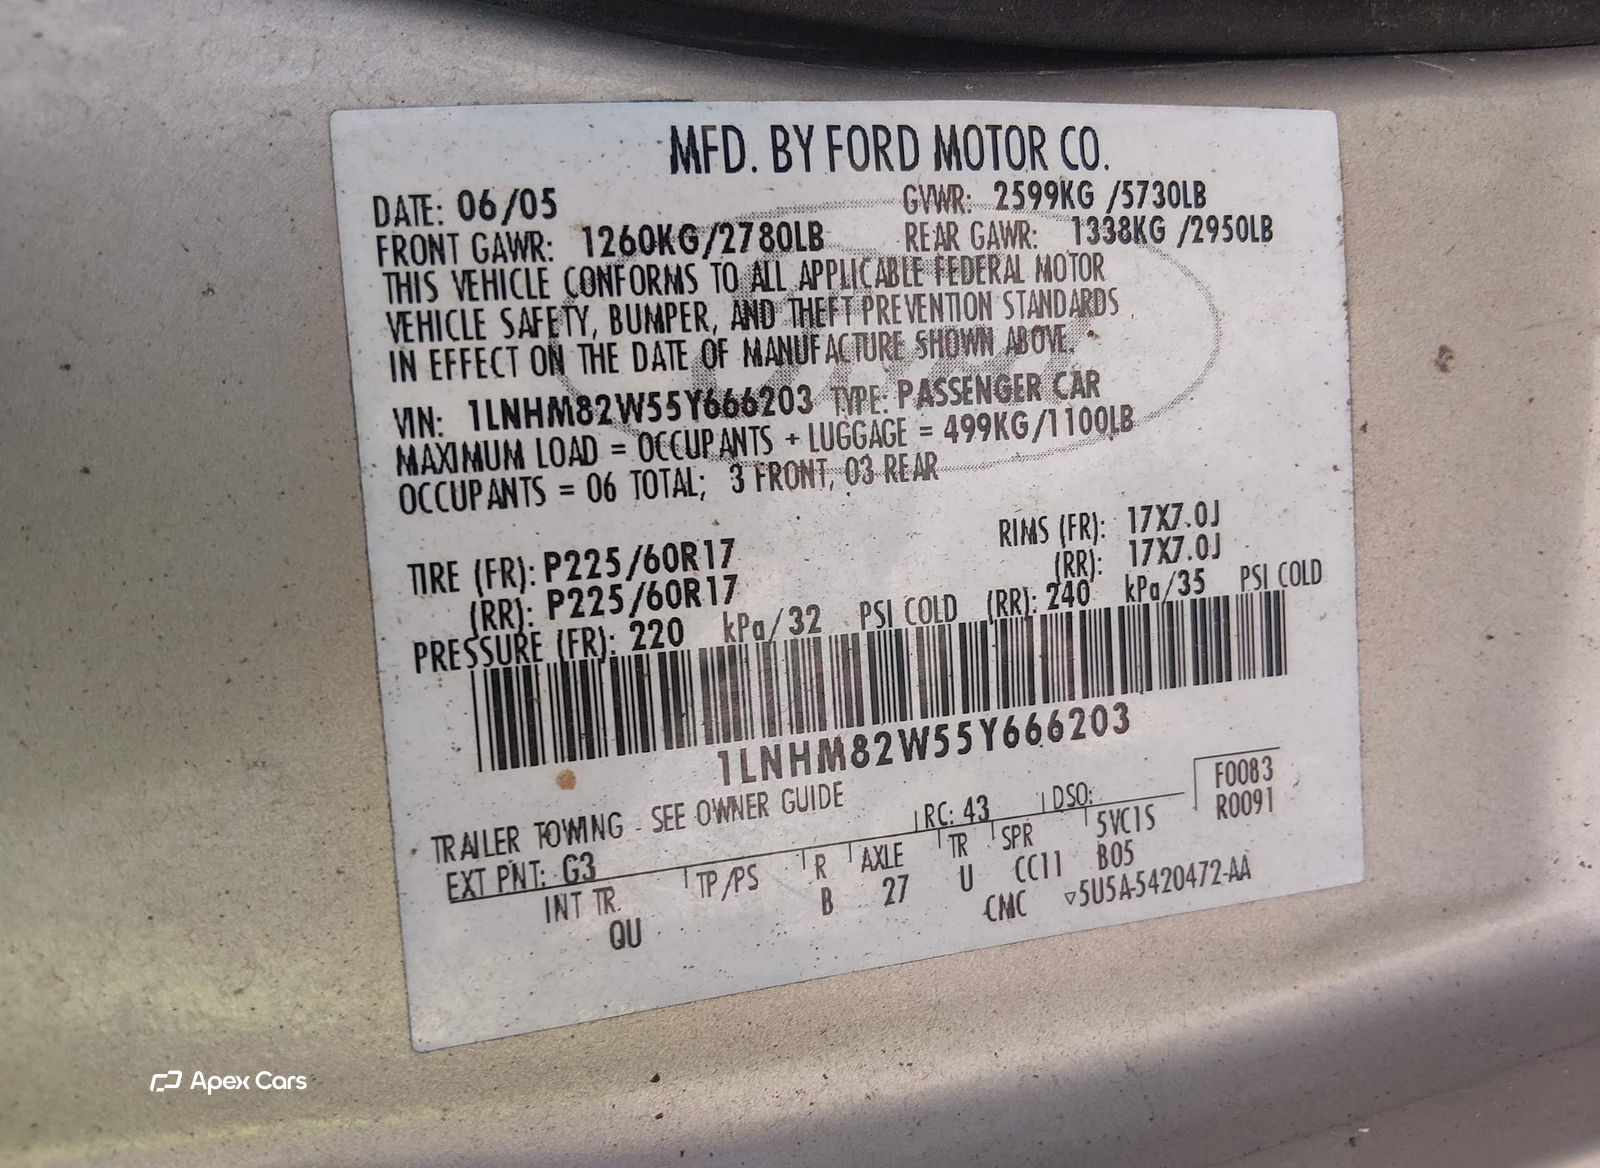 MFD. BY FORD MOTOR CO.
DATE: 06/05 GVWR: 2599KG /5730LB
FRONT GAWR: 1260KG/2780LB REAR GAWR: 1338KG /2950LB
THIS VEHICLE CONFORMS TO ALL APPLICABLE FEDERAL MOTOR
VEHICLE SAFETY, BUMPER, AND THEFT PREVENTION STANDARDS
IN EFFECT ON THE DATE OF MANUFACTURE SHOWN ABOVE.
VIN: 1LNHM82W55Y666203 TYPE: PASSENGER CAR
MAXIMUM LOAD = OCCUPANTS + LUGGAGE = 499KG/1100LB
OCCUPANTS = 06 TOTAL; 3 FRONT, 03 REAR
TIRE (FR): P225/60R17 RIMS (FR): 17X7.0J
(RR): P225/60R17 (RR): 17X7.0J
PRESSURE (FR): 220 kPa/32 PSI COLD (RR): 240 kPa/35 PSI COLD
1LNHM82W55Y666203
TRAILER TOWING - SEE OWNER GUIDE
F0083
EXT PNT: G3 RC: 43 DSO: R0091
INT TR. TP/PS R AXLE TR SPR 5VC1S
QU B 27 U CC11 B05
CMC ▽5U5A-5420472-AA
Apex Cars